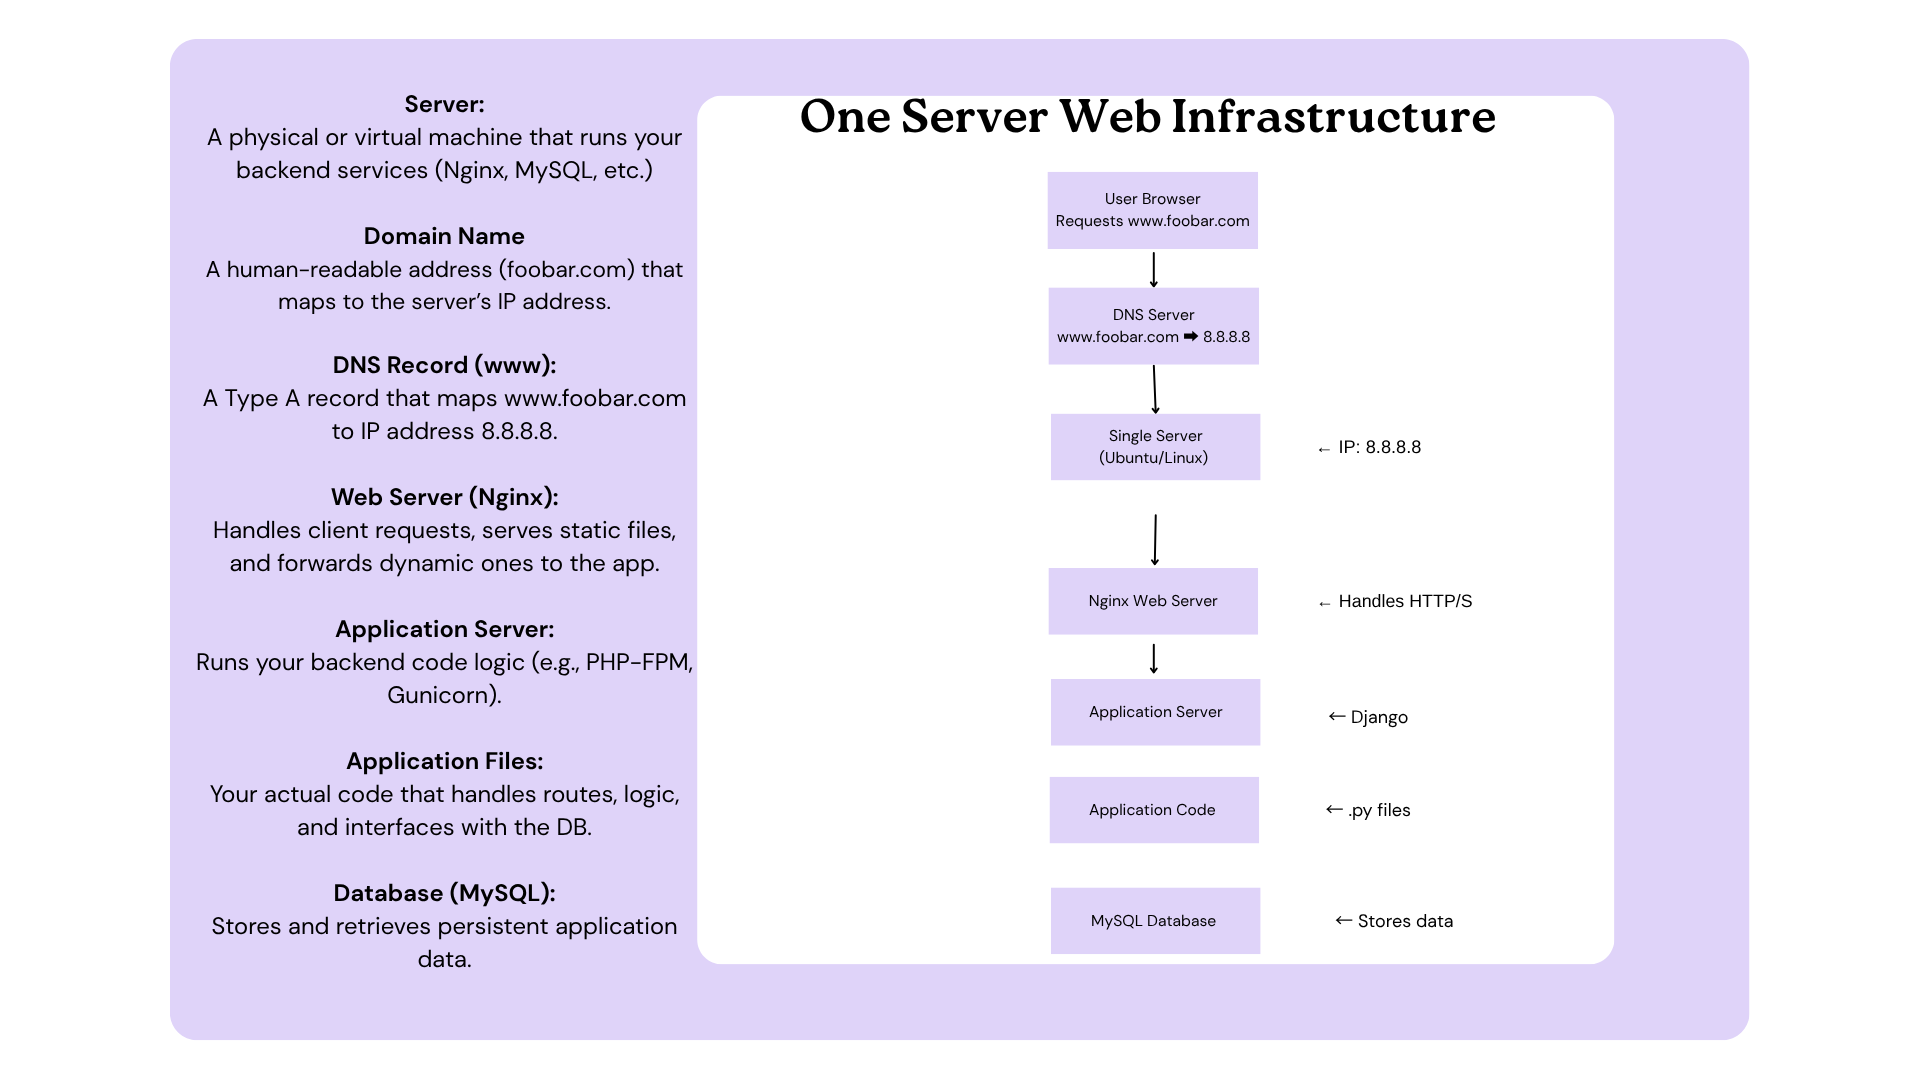 Server:
A physical or virtual machine that runs your
backend services (Nginx, MySQL, etc.)
Domain Name
A human-readable address (foobar.com) that
maps to the server’s IP address.
DNS Record (www):
A Type A record that maps www.foobar.com
to IP address 8.8.8.8.
Web Server (Nginx):
Handles client requests, serves static files,
and forwards dynamic ones to the app.
Application Server:
Runs your backend code logic (e.g., PHP-FPM,
Gunicorn).
Application Files:
Your actual code that handles routes, logic,
and interfaces with the DB.
Database (MySQL):
Stores and retrieves persistent application
data.
One Server Web Infrastructure
User Browser
Requests www.foobar.com
DNS Server
www.foobar.com ➡ 8.8.8.8
Single Server
(Ubuntu/Linux)
← IP: 8.8.8.8
Nginx Web Server
← Handles HTTP/S
Application Server
← Django
Application Code
← .py files
MySQL Database
← Stores data